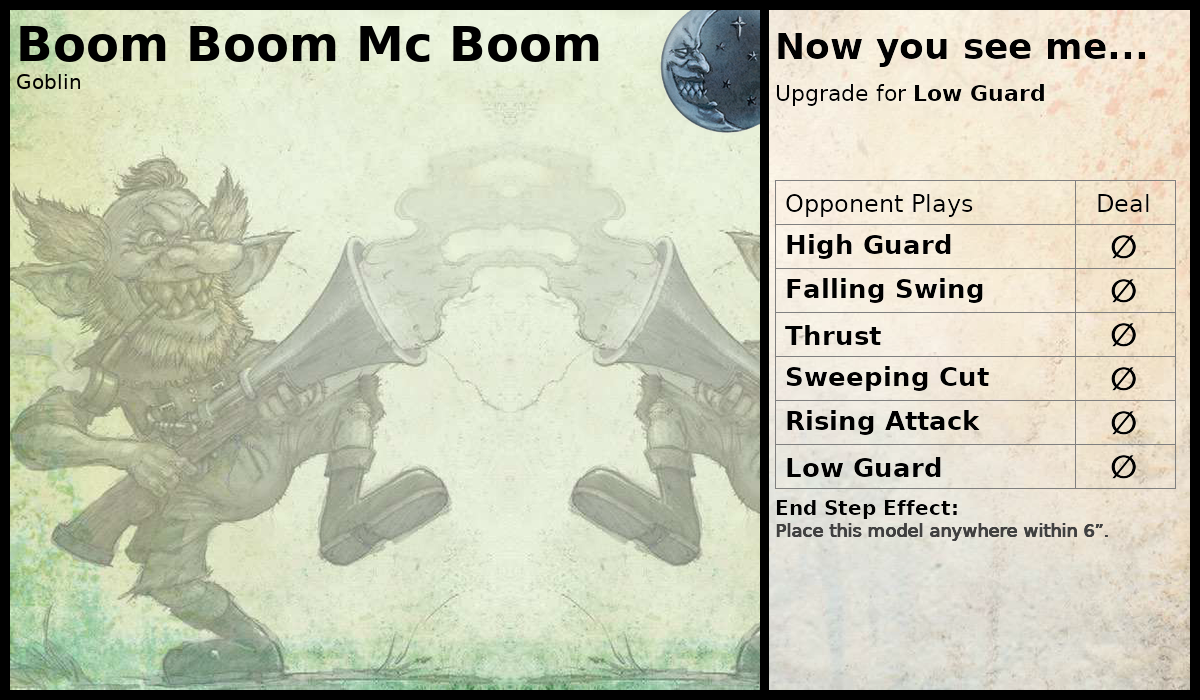 Boom Boom Mc Boom
Goblin
Now you see me...
Upgrade for Low Guard
Opponent Plays Deal
High Guard ∅
Falling Swing ∅
Thrust ∅
Sweeping Cut ∅
Rising Attack ∅
Low Guard ∅
End Step Effect:
Place this model anywhere within 6”.